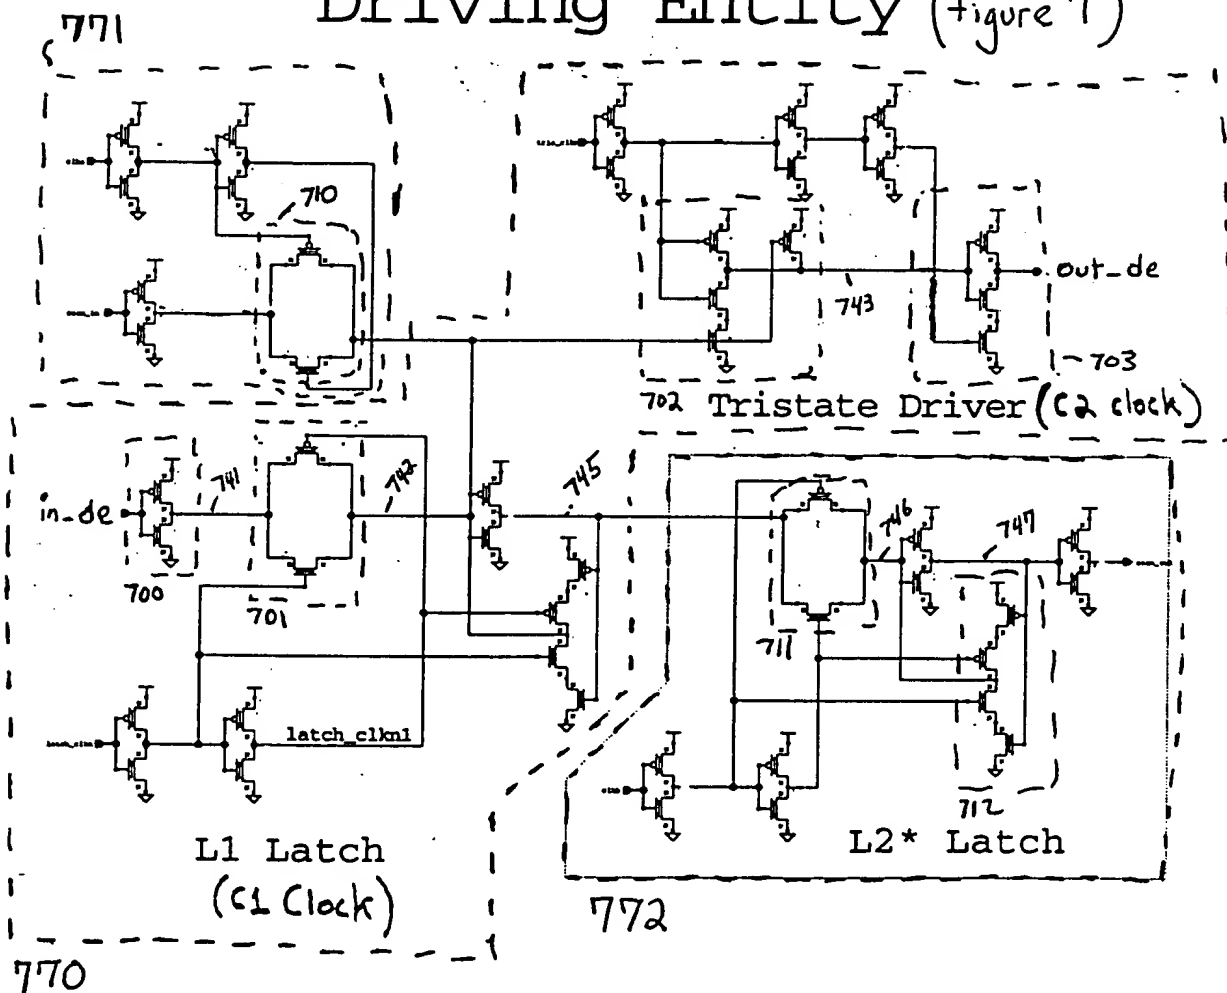 Driving Entity (figure 7)
771
710
out_de
743
703
702 Tristate Driver (C2 clock)
in_de
741
742
745
700
701
746
747
711
latch_clkn1
712
L1 Latch
(C1 Clock)
L2* Latch
772
770